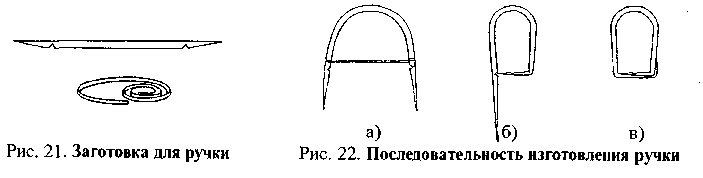 а) б) в)
Рис. 21. Заготовка для ручки
Рис. 22. Последовательность изготовления ручки